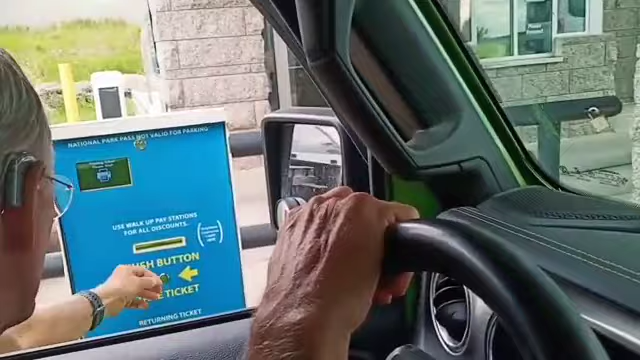 NATIONAL PARK PASS NOT VALID FOR PARKING
USE WALK UP PAY STATIONS
FOR ALL DISCOUNTS.
PUSH BUTTON
TICKET
RETURNING TICKET